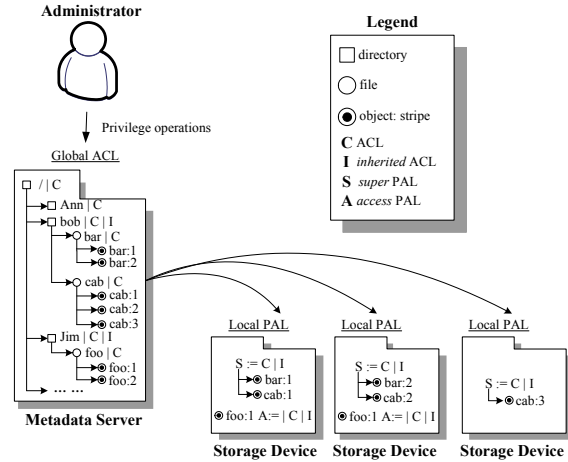 Administrator
Privilege operations
Legend
directory
file
object: stripe
C ACL
I inherited ACL
S super PAL
A access PAL
Global ACL
/ | C
Ann | C
bob | C | I
bar | C
bar:1
bar:2
cab | C
cab:1
cab:2
cab:3
Jim | C | I
foo | C
foo:1
foo:2
... ...
Metadata Server
Local PAL
S := C | I
bar:1
cab:1
foo:1 A:= | C | I
Storage Device
Local PAL
S := C | I
bar:2
cab:2
foo:1 A:= | C | I
Storage Device
Local PAL
S := C | I
cab:3
Storage Device